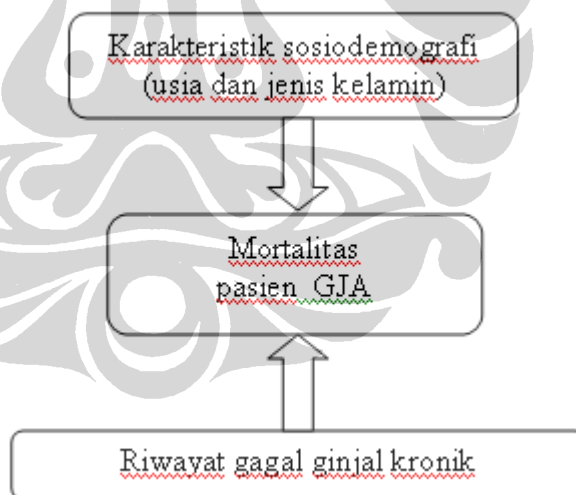 Karakteristik sosiodemografi
(usia dan jenis kelamin)
Mortalitas
pasien GJA
Riwayat gagal ginjal kronik